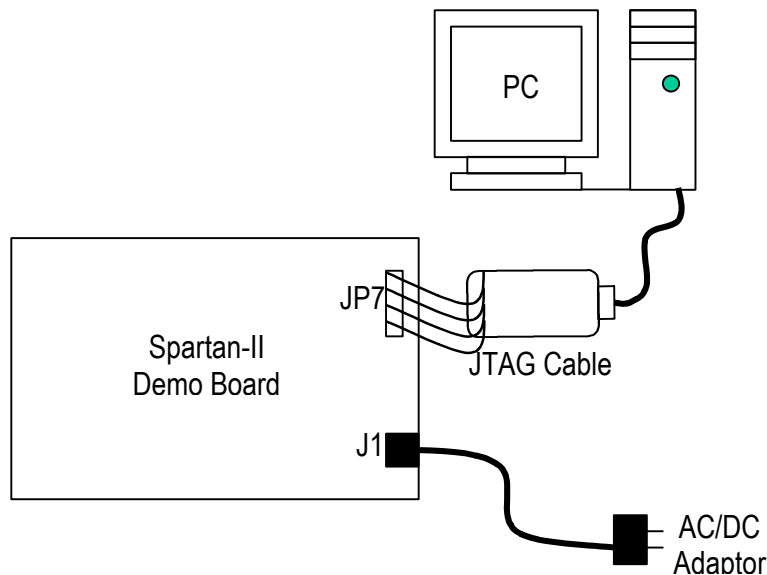 PC
JP7
JTAG Cable
Spartan-II
Demo Board
J1
AC/DC
Adaptor